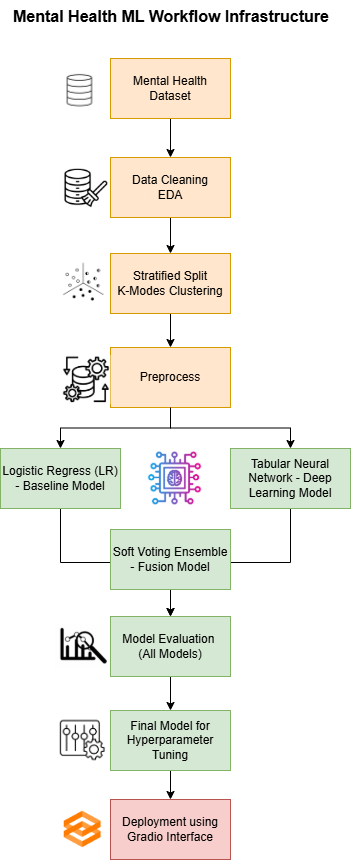 Mental Health ML Workflow Infrastructure
Mental Health
Dataset
Data Cleaning
EDA
Stratified Split
K-Modes Clustering
Preprocess
Logistic Regress (LR)
- Baseline Model
Tabular Neural
Network - Deep
Learning Model
Soft Voting Ensemble
- Fusion Model
Model Evaluation
(All Models)
Final Model for
Hyperparameter
Tuning
Deployment using
Gradio Interface